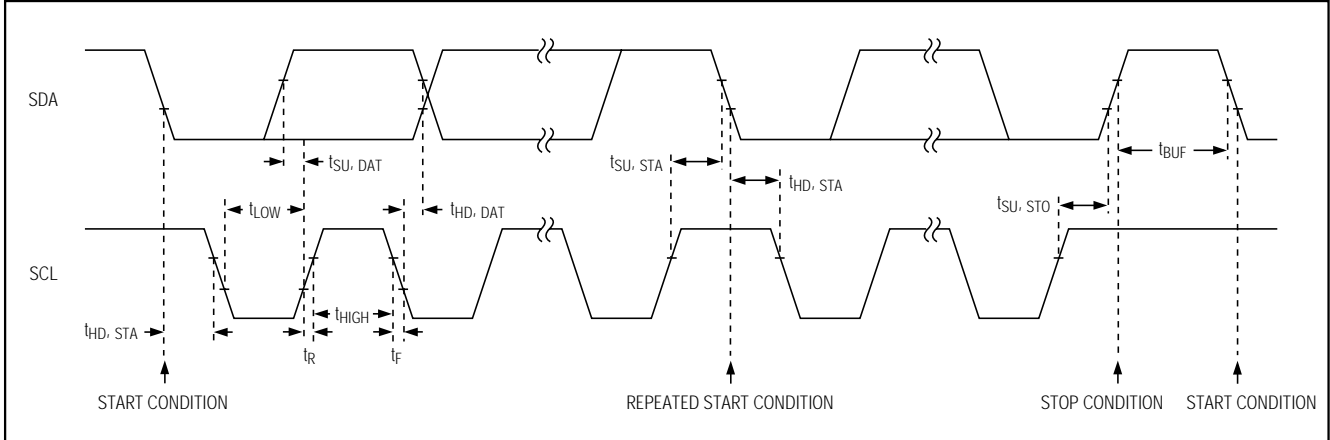 SDA
tSU, DAT
tSU, STA
tBUF
tHD, STA
tLOW
tHD, DAT
tSU, STO
SCL
tHD, STA
tHIGH
tR
tF
START CONDITION
REPEATED START CONDITION
STOP CONDITION
START CONDITION